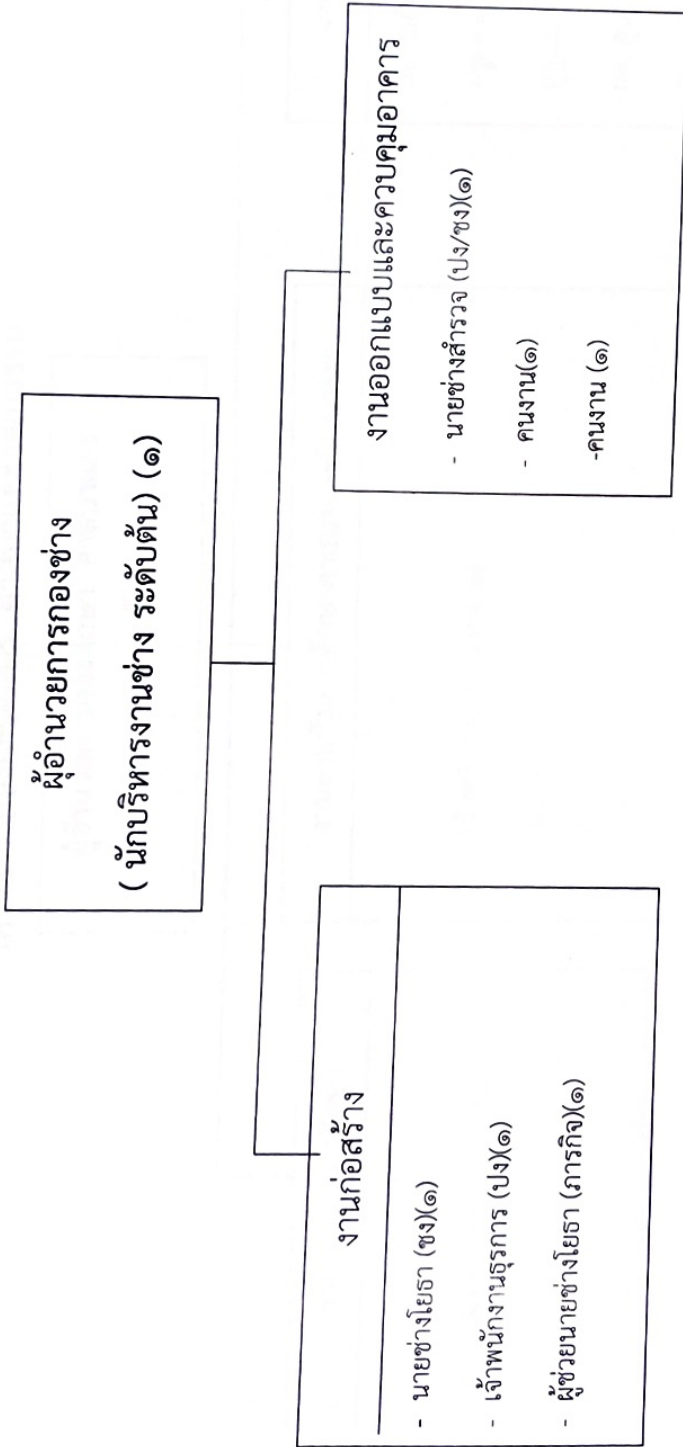 ผู้อำนวยการกองช่าง
( นักบริหารงานช่าง ระดับต้น) (๑)
งานก่อสร้าง
- นายช่างโยธา (ชง)(๑)
- เจ้าพนักงานธุรการ (ปง)(๑)
- ผู้ช่วยนายช่างโยธา (ภารกิจ)(๑)
งานออกแบบและควบคุมอาคาร
- นายช่างสำรวจ (ปง/ชง)(๑)
- คนงาน(๑)
-คนงาน (๑)